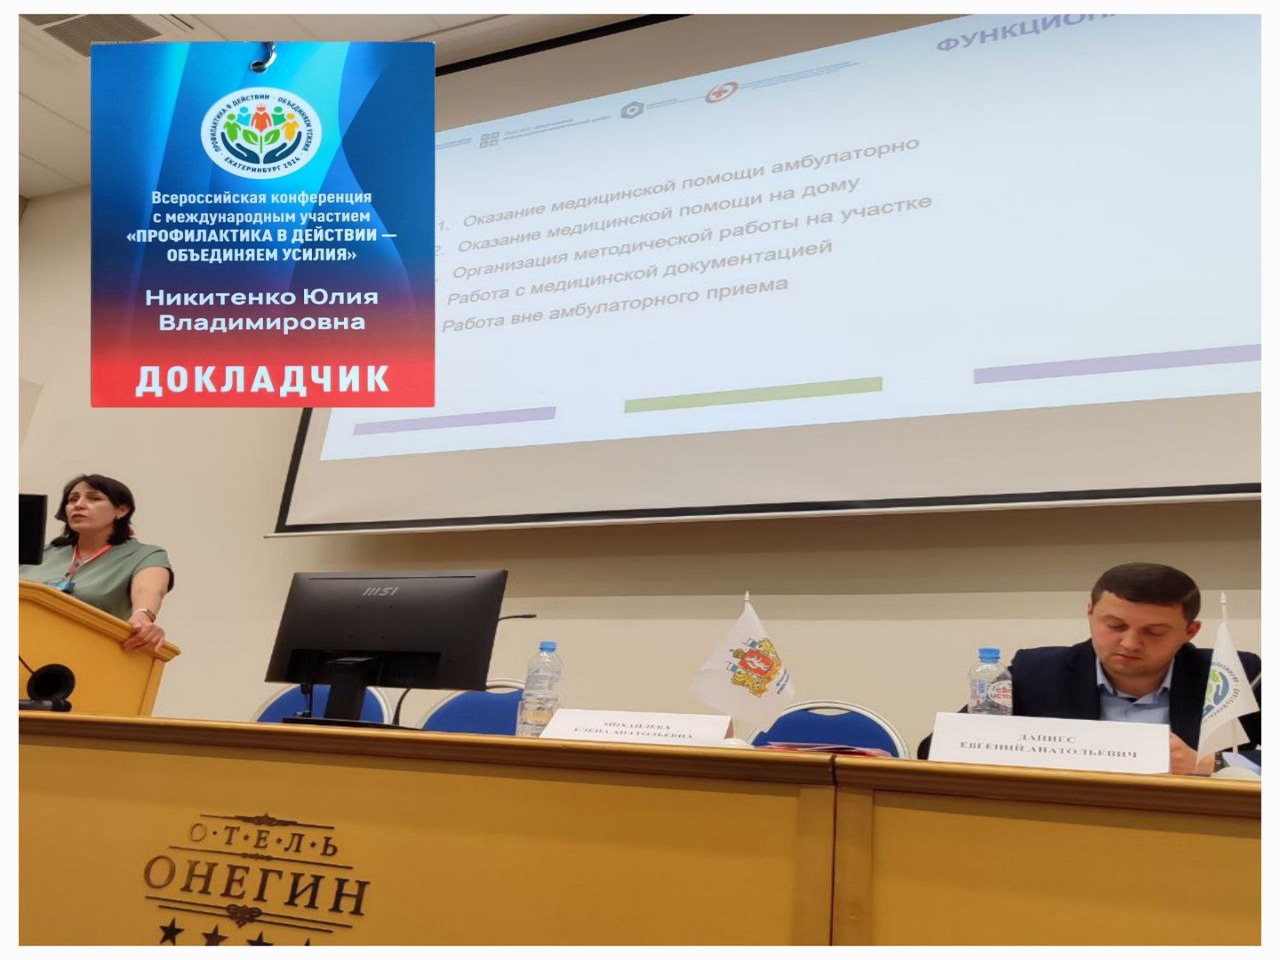 ПРОФИЛАКТИКА В ДЕЙСТВИИ · ОБЪЕДИНЯЕМ УСИЛИЯ
· ЕКАТЕРИНБУРГ 2024 ·
Всероссийская конференция
с международным участием
«ПРОФИЛАКТИКА В ДЕЙСТВИИ —
ОБЪЕДИНЯЕМ УСИЛИЯ»
Никитенко Юлия
Владимировна
ДОКЛАДЧИК
1. Оказание медицинской помощи амбулаторно
2. Оказание медицинской помощи на дому
Организация методической работы на участке
Работа с медицинской документацией
Работа вне амбулаторного приема
msi
МИХАЙЛЕВА
ЕЛЕНА АНАТОЛЬЕВНА
ДАЙНЕС
ЕВГЕНИЙ АНАТОЛЬЕВИЧ
О·Т·Е·Л·Ь
ОНЕГИН